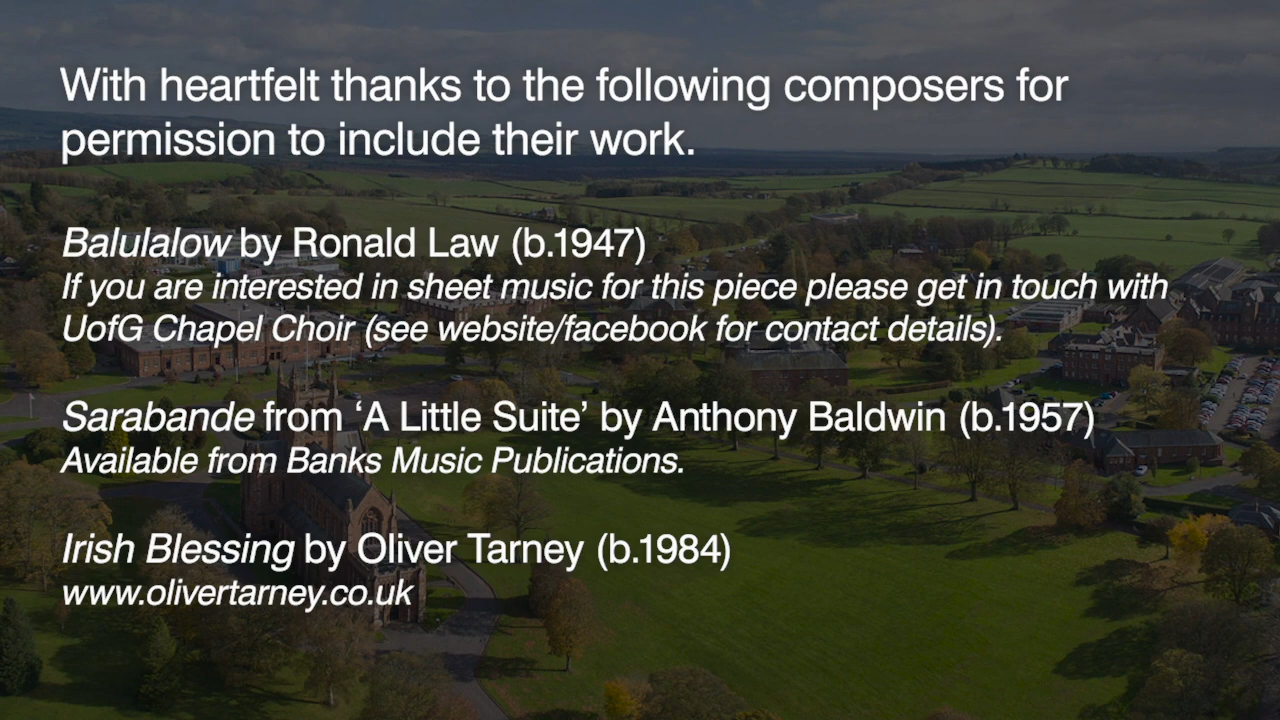 With heartfelt thanks to the following composers for
permission to include their work.
Balulalow by Ronald Law (b.1947)
If you are interested in sheet music for this piece please get in touch with
UofG Chapel Choir (see website/facebook for contact details).
Sarabande from ‘A Little Suite’ by Anthony Baldwin (b.1957)
Available from Banks Music Publications.
Irish Blessing by Oliver Tarney (b.1984)
www.olivertarney.co.uk